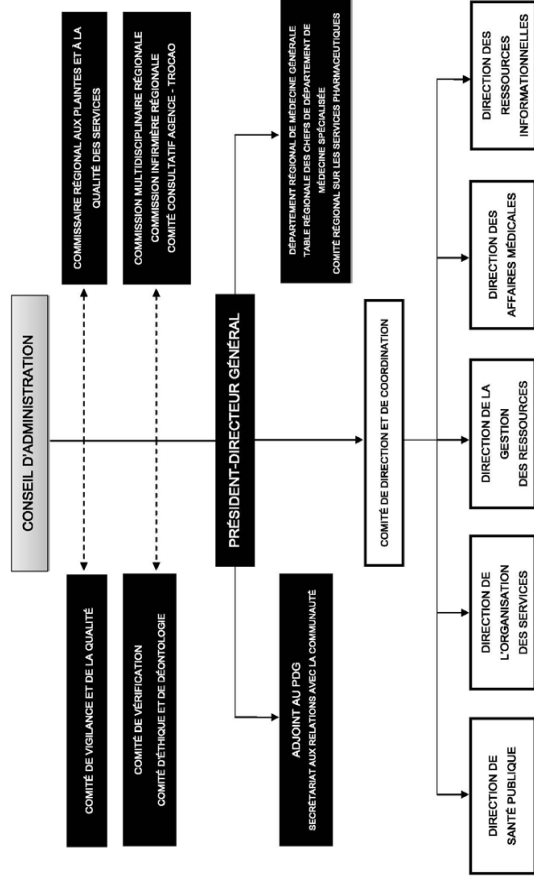 CONSEIL D'ADMINISTRATION
COMITÉ DE VIGILANCE ET DE LA QUALITÉ
COMMISSAIRE RÉGIONAL AUX PLAINTES ET À LA
QUALITÉ DES SERVICES
COMITÉ DE VÉRIFICATION
COMITÉ D'ÉTHIQUE ET DE DÉONTOLOGIE
COMMISSION MULTIDISCIPLINAIRE RÉGIONALE
COMMISSION INFIRMIÈRE RÉGIONALE
COMITÉ CONSULTATIF AGENCE - TROCAO
PRÉSIDENT-DIRECTEUR GÉNÉRAL
ADJOINT AU PDG
SECRÉTARIAT AUX RELATIONS AVEC LA COMMUNAUTÉ
DÉPARTEMENT RÉGIONAL DE MÉDECINE GÉNÉRALE
TABLE RÉGIONALE DES CHEFS DE DÉPARTEMENT DE
MÉDECINE SPÉCIALISÉE
COMITÉ RÉGIONAL SUR LES SERVICES PHARMACEUTIQUES
COMITÉ DE DIRECTION ET DE COORDINATION
DIRECTION DE
SANTÉ PUBLIQUE
DIRECTION DE
L'ORGANISATION
DES SERVICES
DIRECTION DE LA
GESTION
DES RESSOURCES
DIRECTION DES
AFFAIRES MÉDICALES
DIRECTION DES
RESSOURCES
INFORMATIONNELLES